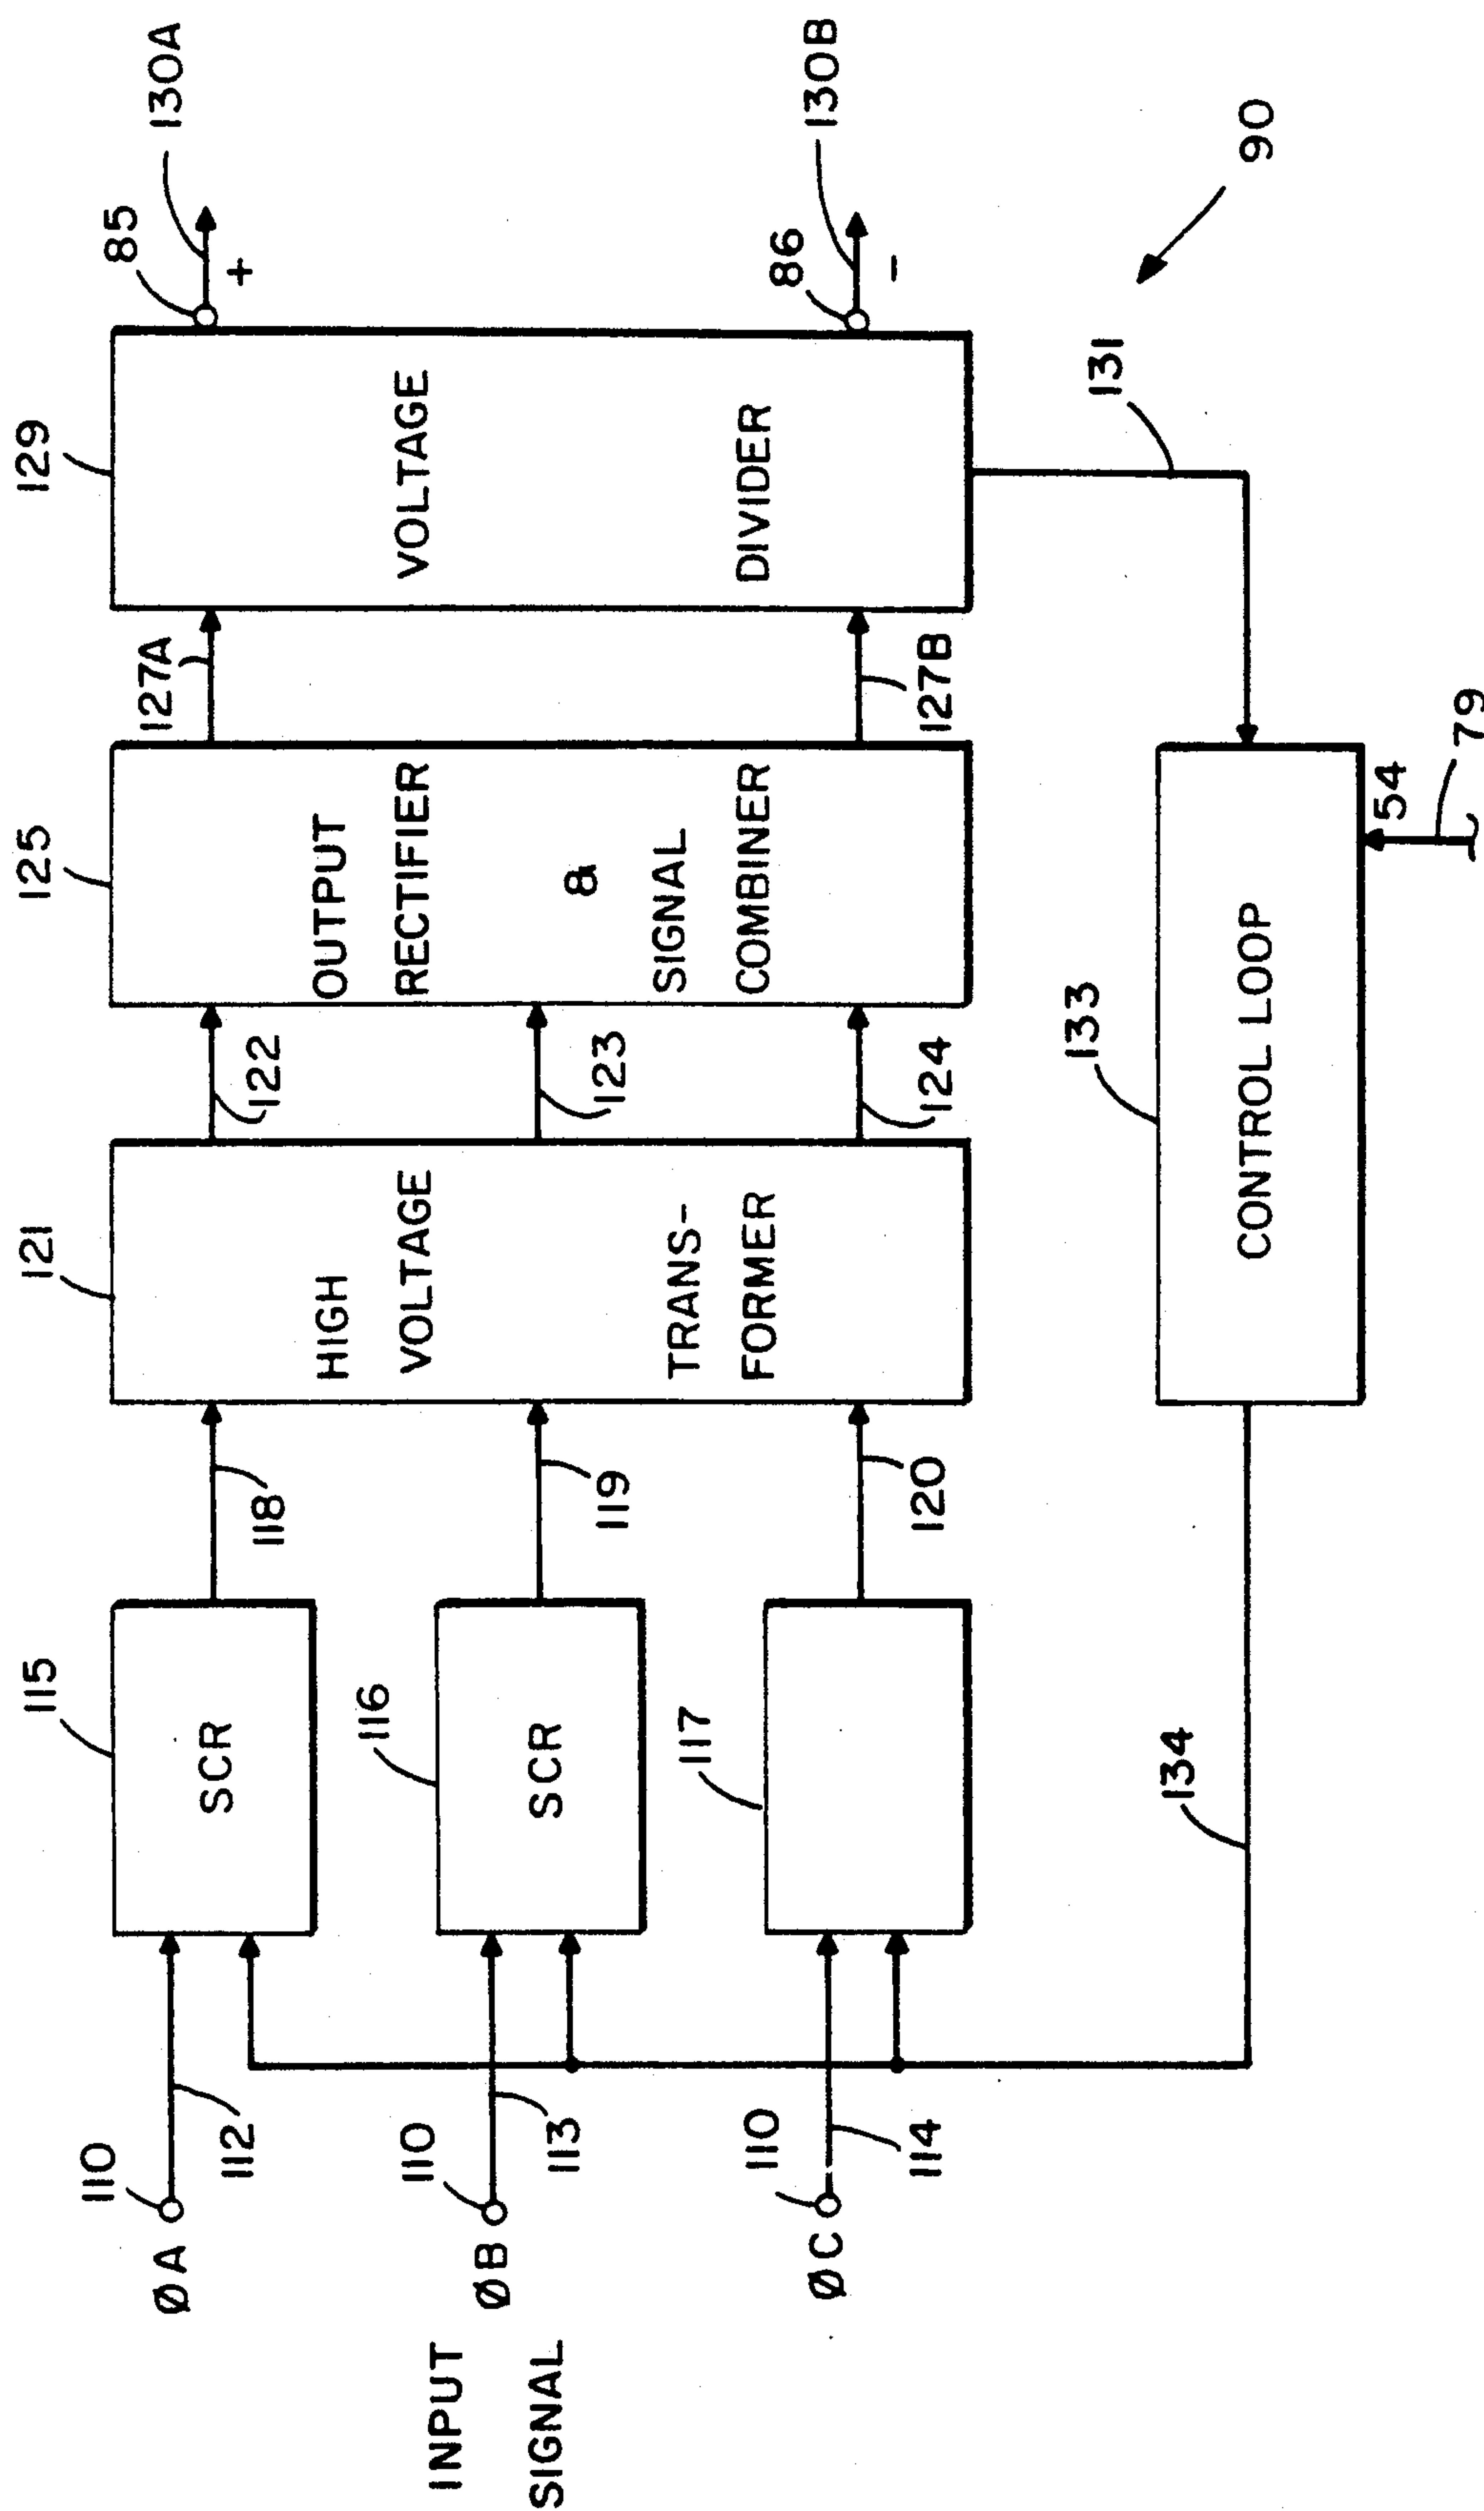 115
121
125
129
110
ØA
112
SCR
118
HIGH
VOLTAGE
TRANS-
FORMER
122
OUTPUT
RECTIFIER
&
SIGNAL
COMBINER
127A
VOLTAGE
DIVIDER
85
+
130A
INPUT
SIGNAL
110
ØB
113
116
SCR
119
123
110
ØC
114
117
120
124
127B
86
-
130B
134
133
CONTROL LOOP
131
90
54
79